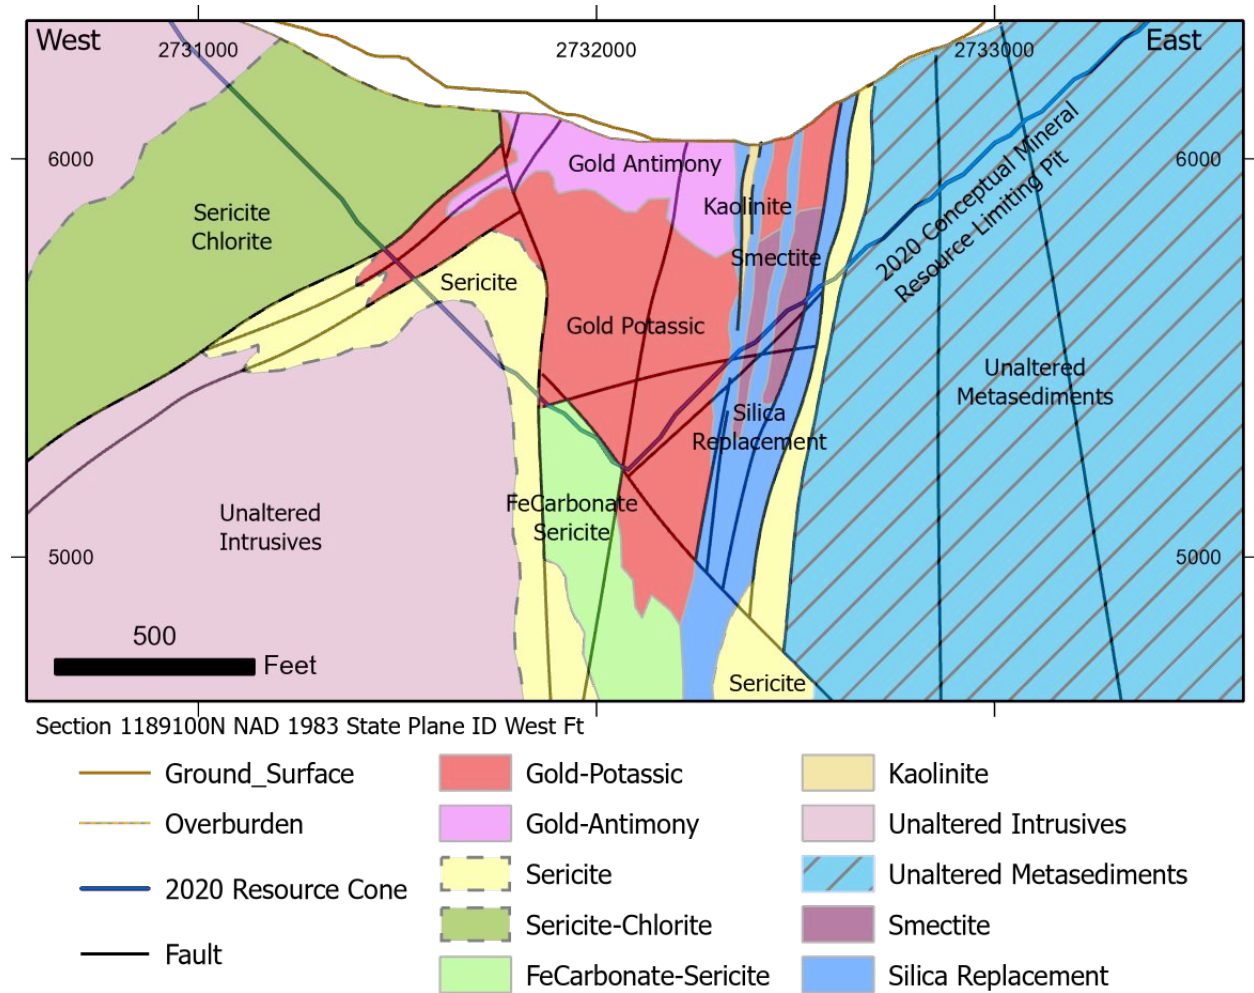 West
East
2731000
2732000
2733000
6000
6000
Gold Antimony
Kaolinite
Sericite
Chlorite
2020 Conceptual Mineral
Resource Limiting Pit
Smectite
Sericite
Gold Potassic
Unaltered
Metasediments
Silica
Replacement
FeCarbonate
Sericite
Unaltered
Intrusives
5000
5000
500
Feet
Sericite
Section 1189100N NAD 1983 State Plane ID West Ft
Ground_Surface
Overburden
2020 Resource Cone
Fault
Gold-Potassic
Gold-Antimony
Sericite
Sericite-Chlorite
FeCarbonate-Sericite
Kaolinite
Unaltered Intrusives
Unaltered Metasediments
Smectite
Silica Replacement